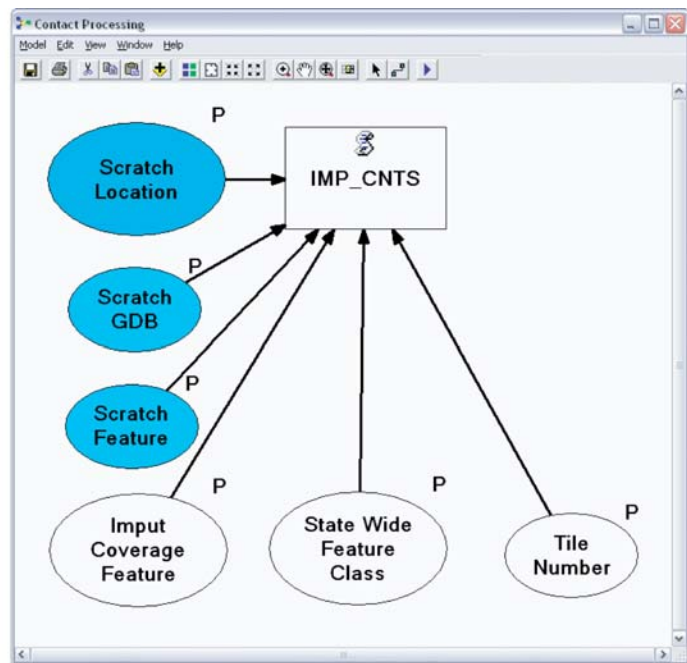 Contact Processing
Model Edit View Window Help
P
Scratch
Location
IMP_CNTS
P
Scratch
GDB
P
Scratch
Feature
P
Imput
Coverage
Feature
P
State Wide
Feature
Class
P
Tile
Number